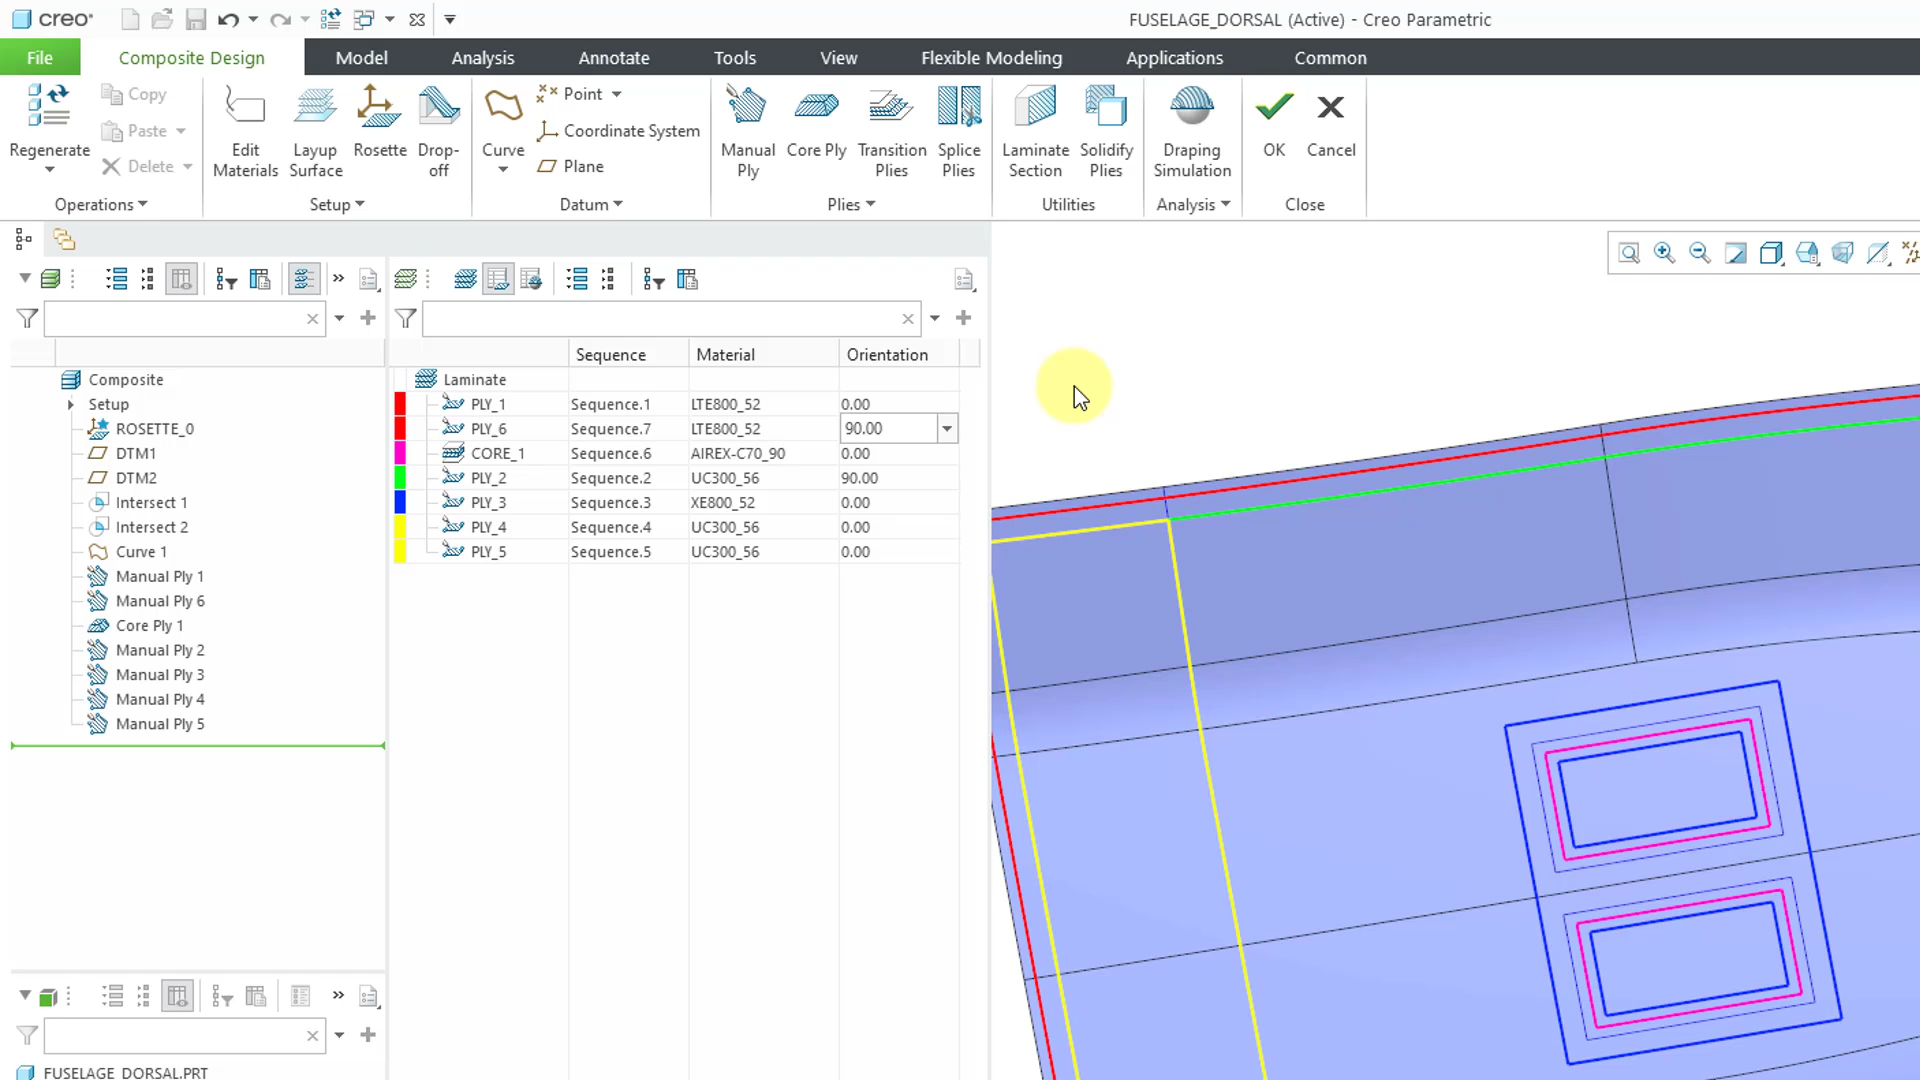 creo
FUSELAGE_DORSAL (Active) - Creo Parametric
File
Composite Design
Model
Analysis
Annotate
Tools
View
Flexible Modeling
Applications
Common
Regenerate
Copy
Paste
Delete
Operations
Edit Materials
Layup Surface
Rosette
Drop-off
Setup
Curve
Point
Coordinate System
Plane
Datum
Manual Ply
Core Ply
Transition Plies
Splice Plies
Plies
Laminate Section
Solidify Plies
Utilities
Draping Simulation
Analysis
OK
Cancel
Close
Composite
Setup
ROSETTE_0
DTM1
DTM2
Intersect 1
Intersect 2
Curve 1
Manual Ply 1
Manual Ply 6
Core Ply 1
Manual Ply 2
Manual Ply 3
Manual Ply 4
Manual Ply 5
FUSELAGE_DORSAL.PRT
Sequence Material Orientation
Laminate
PLY_1 Sequence.1 LTE800_52 0.00
PLY_6 Sequence.7 LTE800_52 90.00
CORE_1 Sequence.6 AIREX-C70_90 0.00
PLY_2 Sequence.2 UC300_56 90.00
PLY_3 Sequence.3 XE800_52 0.00
PLY_4 Sequence.4 UC300_56 0.00
PLY_5 Sequence.5 UC300_56 0.00